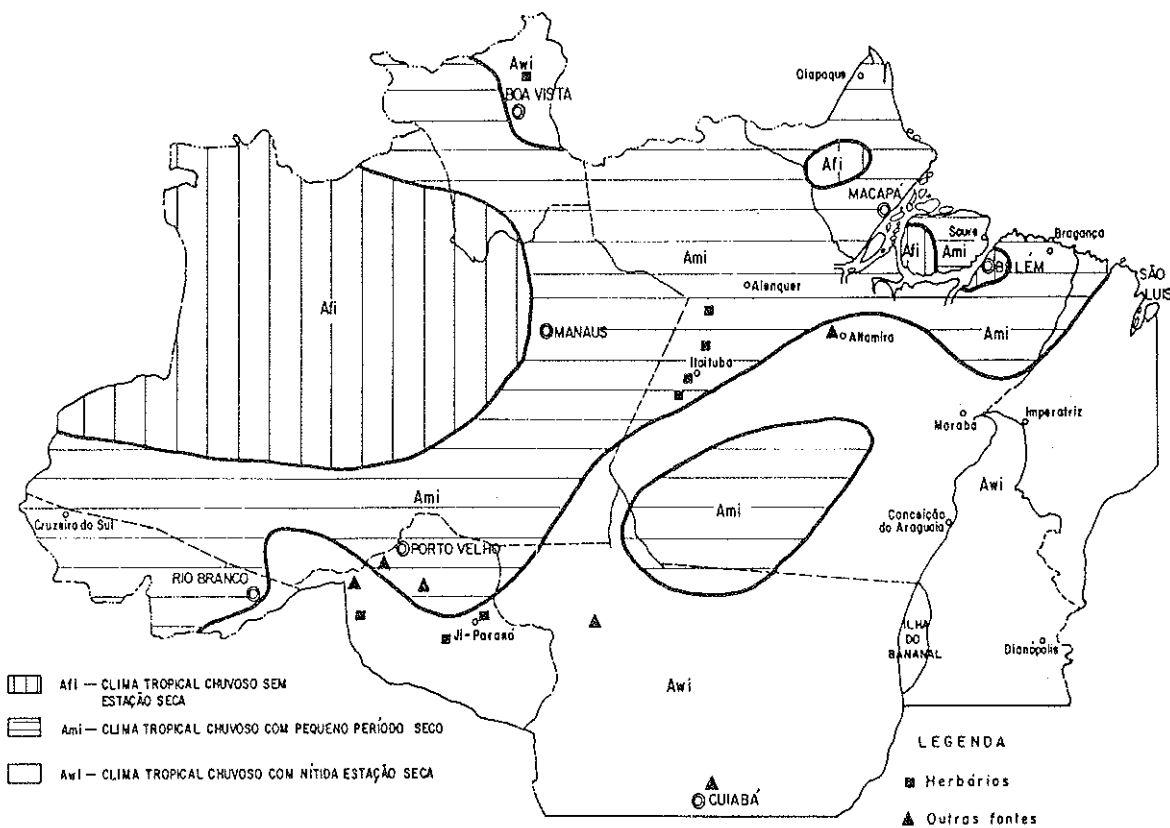 Awi
BOA VISTA
Oiapoque
Afi
MACAPÁ
Soure
Bragança
Afi
Ami
BELÉM
SÃO
LUIS
Ami
Alenquer
Afi
MANAUS
Altamira
Ami
Itaituba
Marabá
Imperatriz
Awi
Ami
Ami
Cruzeiro do Sul
Conceição
do Araguaia
PORTO VELHO
RIO BRANCO
Ji-Paraná
ILHA
DO
BANANAL
Dianópolis
Awi
Afi — CLIMA TROPICAL CHUVOSO SEM
ESTAÇÃO SECA
Ami — CLIMA TROPICAL CHUVOSO COM PEQUENO PERÍODO SECO
Awi — CLIMA TROPICAL CHUVOSO COM NÍTIDA ESTAÇÃO SECA
LEGENDA
Herbários
Outras fontes
CUIABÁ